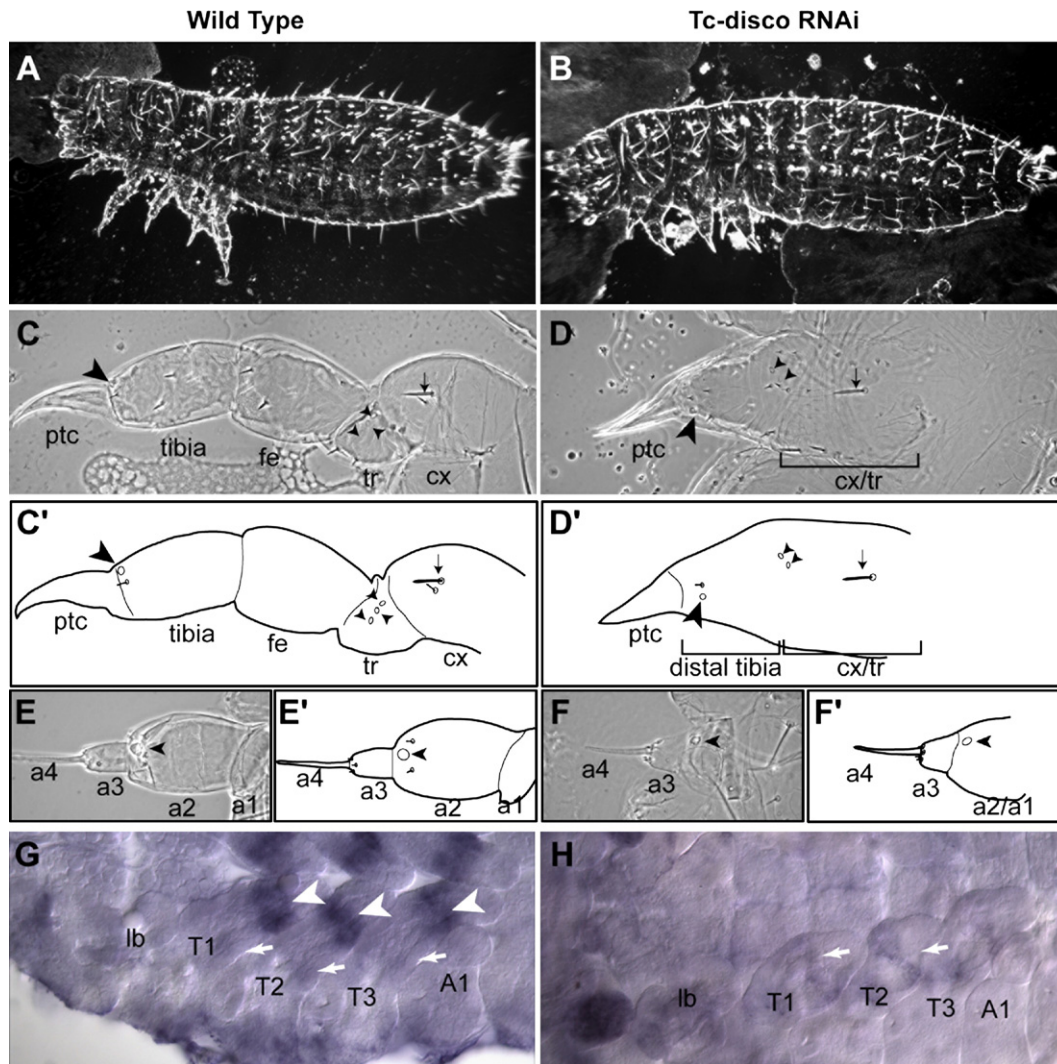 Wild Type
Tc-disco RNAi
A
B
C
ptc
tibia
fe
tr
cx
D
ptc
cx/tr
C'
ptc
tibia
fe
tr
cx
D'
ptc
distal tibia
cx/tr
E
a4
a3
a2
a1
E'
a4
a3
a2
a1
F
a4
a3
F'
a4
a3
a2/a1
G
lb
T1
T2
T3
A1
H
lb
T1
T2
T3
A1